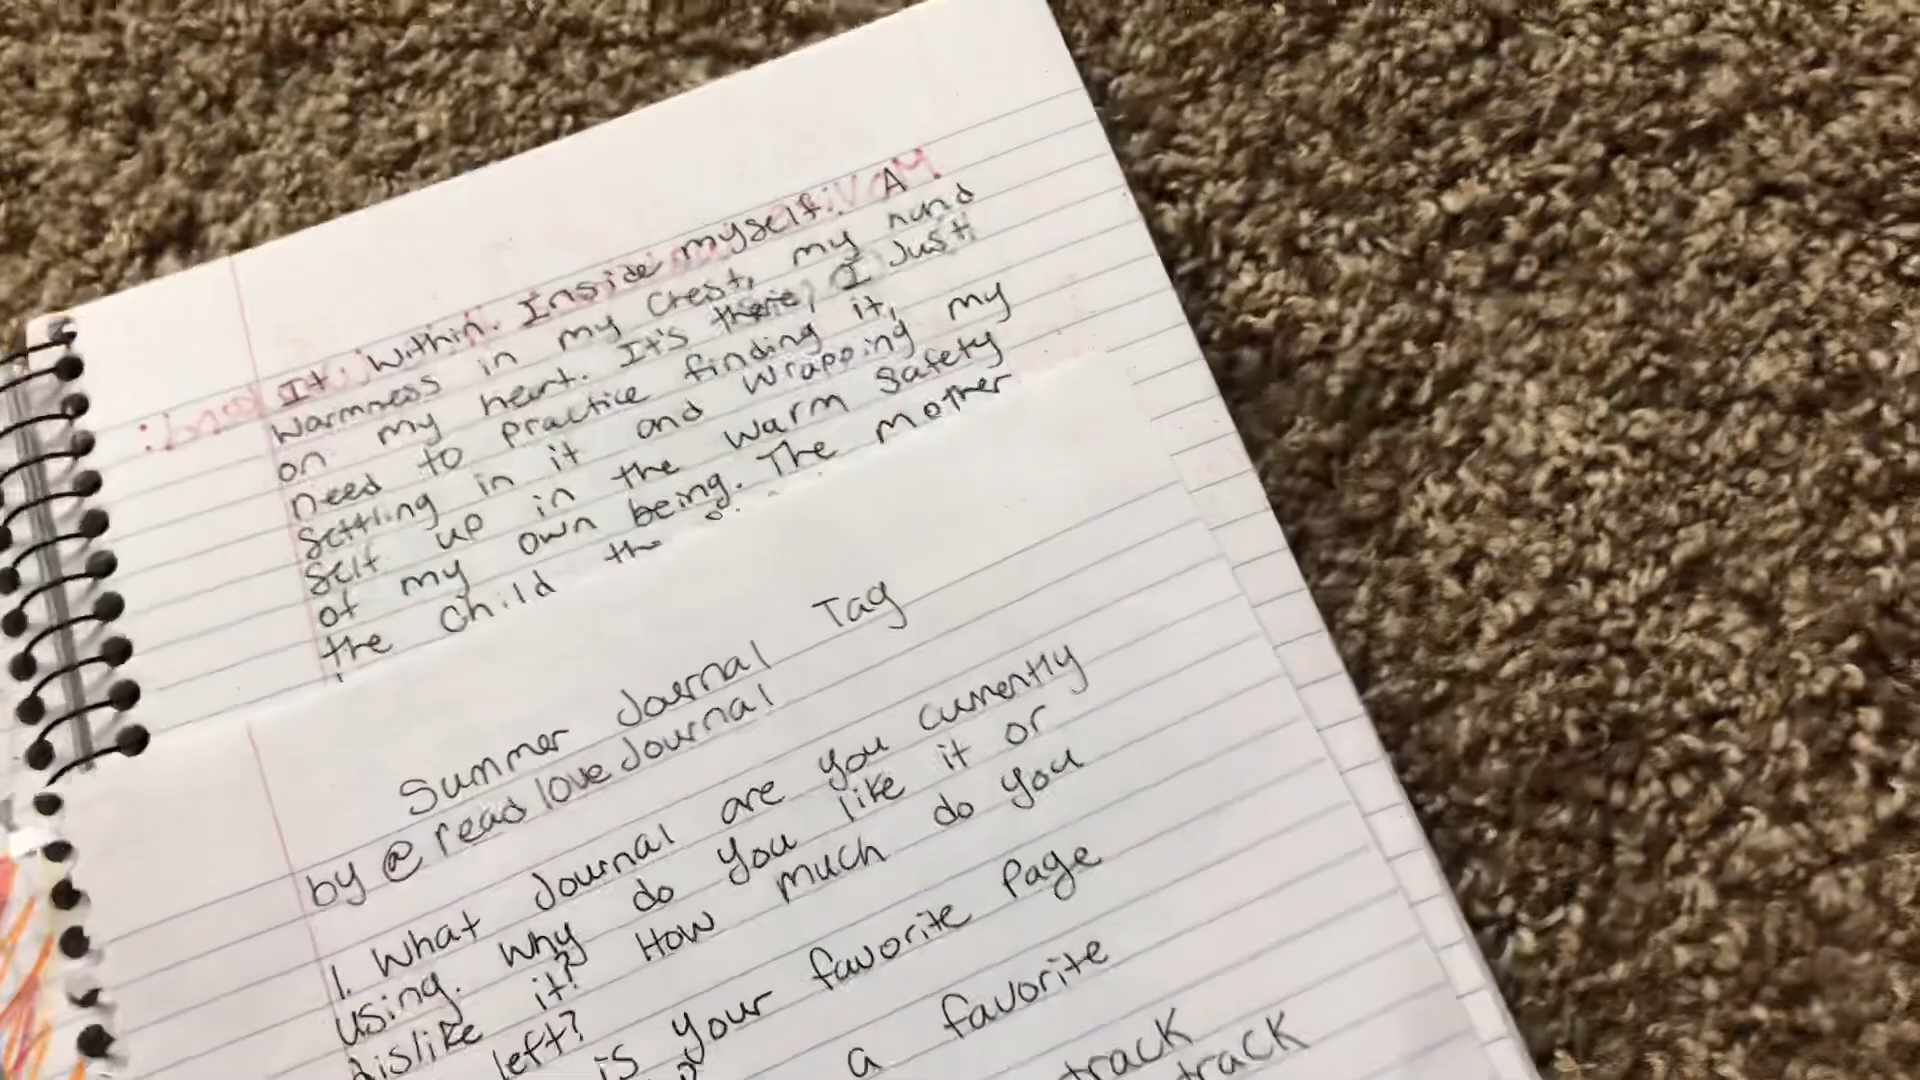 It. Within. Inside myself. A
warmness in my chest, my hand
on my heart. It's there, I just
need to practice finding it,
settling in it and wrapping my
self up in the warm safety
of my own being. The mother
the child the
Summer Journal Tag
by @readlovejournal
1. What Journal are you currently
using. Why do you like it or
dislike it? How much do you
left?
is your favorite page
a favorite
track
track